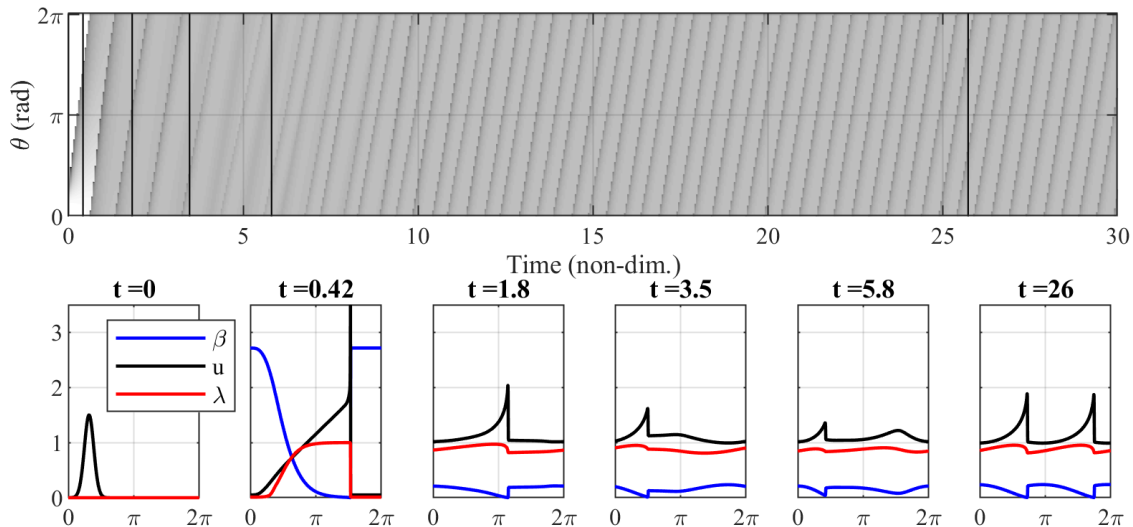 2π
π
0
θ (rad)
0 5 10 15 20 25 30
Time (non-dim.)
t =0 t =0.42 t =1.8 t =3.5 t =5.8 t =26
3
2
1
0
β
u
λ
0 π 2π 0 π 2π 0 π 2π 0 π 2π 0 π 2π 0 π 2π